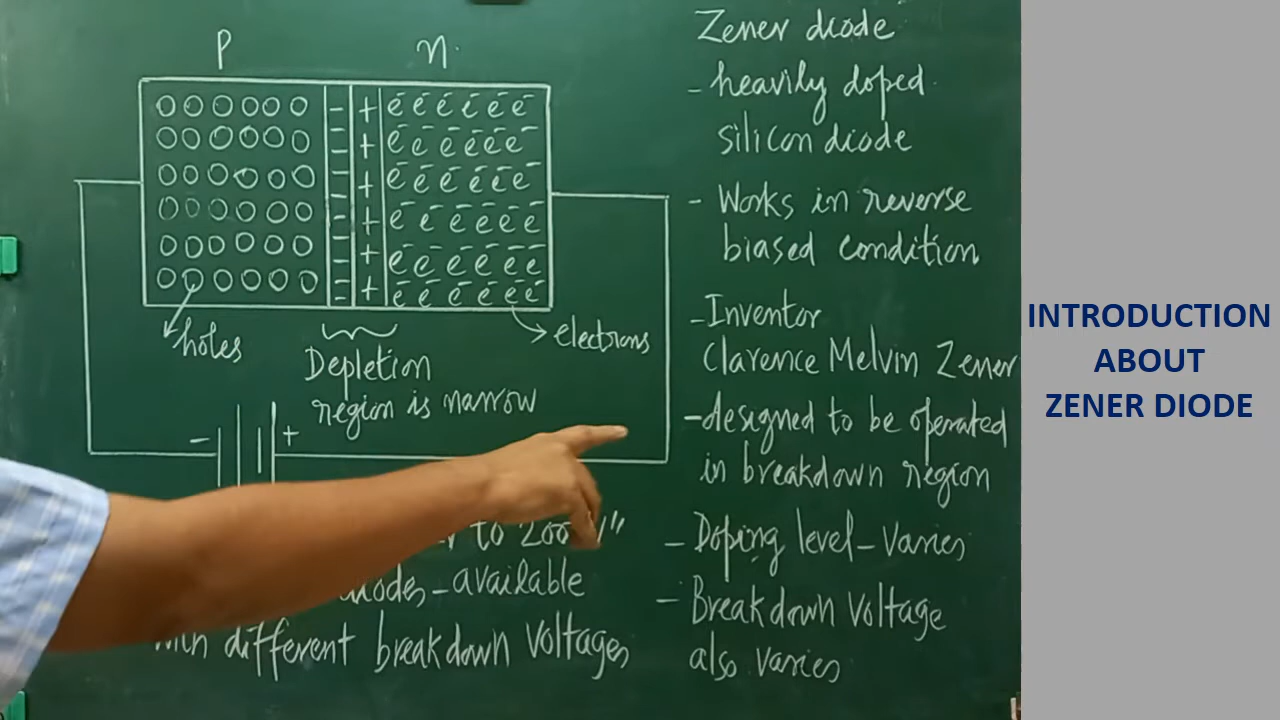 P n
holes
Depletion
region is narrow
electrons
- +
to 200 V"
- available
with different breakdown voltages
Zener diode
- heavily doped
silicon diode
- Works in reverse
biased condition
- Inventor
Clarence Melvin Zener
- designed to be operated
in breakdown region
- Doping level - varies
- Breakdown Voltage
also varies
INTRODUCTION
ABOUT
ZENER DIODE